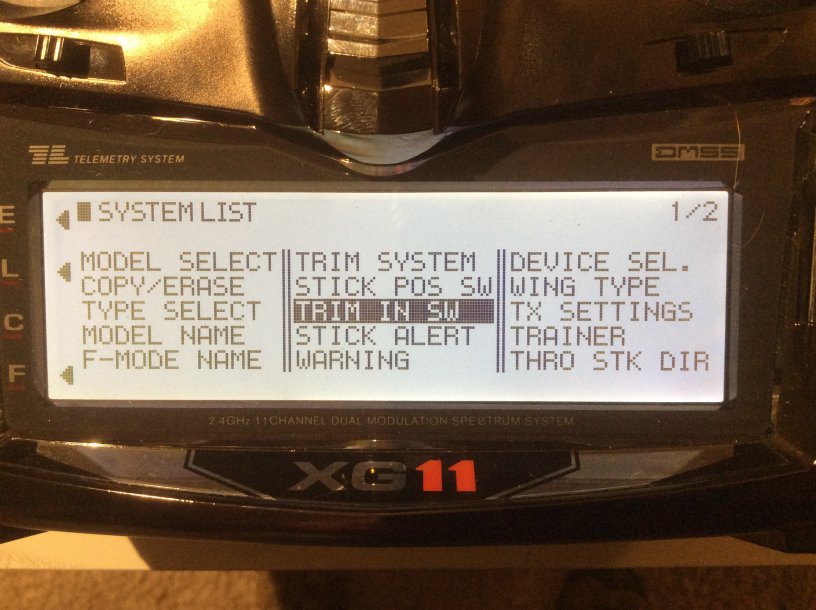 TELEMETRY SYSTEM
DMSS
E
L
C
F
SYSTEM LIST 1/2
MODEL SELECT TRIM SYSTEM DEVICE SEL.
COPY/ERASE STICK POS SW WING TYPE
TYPE SELECT TRIM IN SW TX SETTINGS
MODEL NAME STICK ALERT TRAINER
F-MODE NAME WARNING THRO STK DIR
2.4GHz 11CHANNEL DUAL MODULATION SPECTRUM SYSTEM
XG11